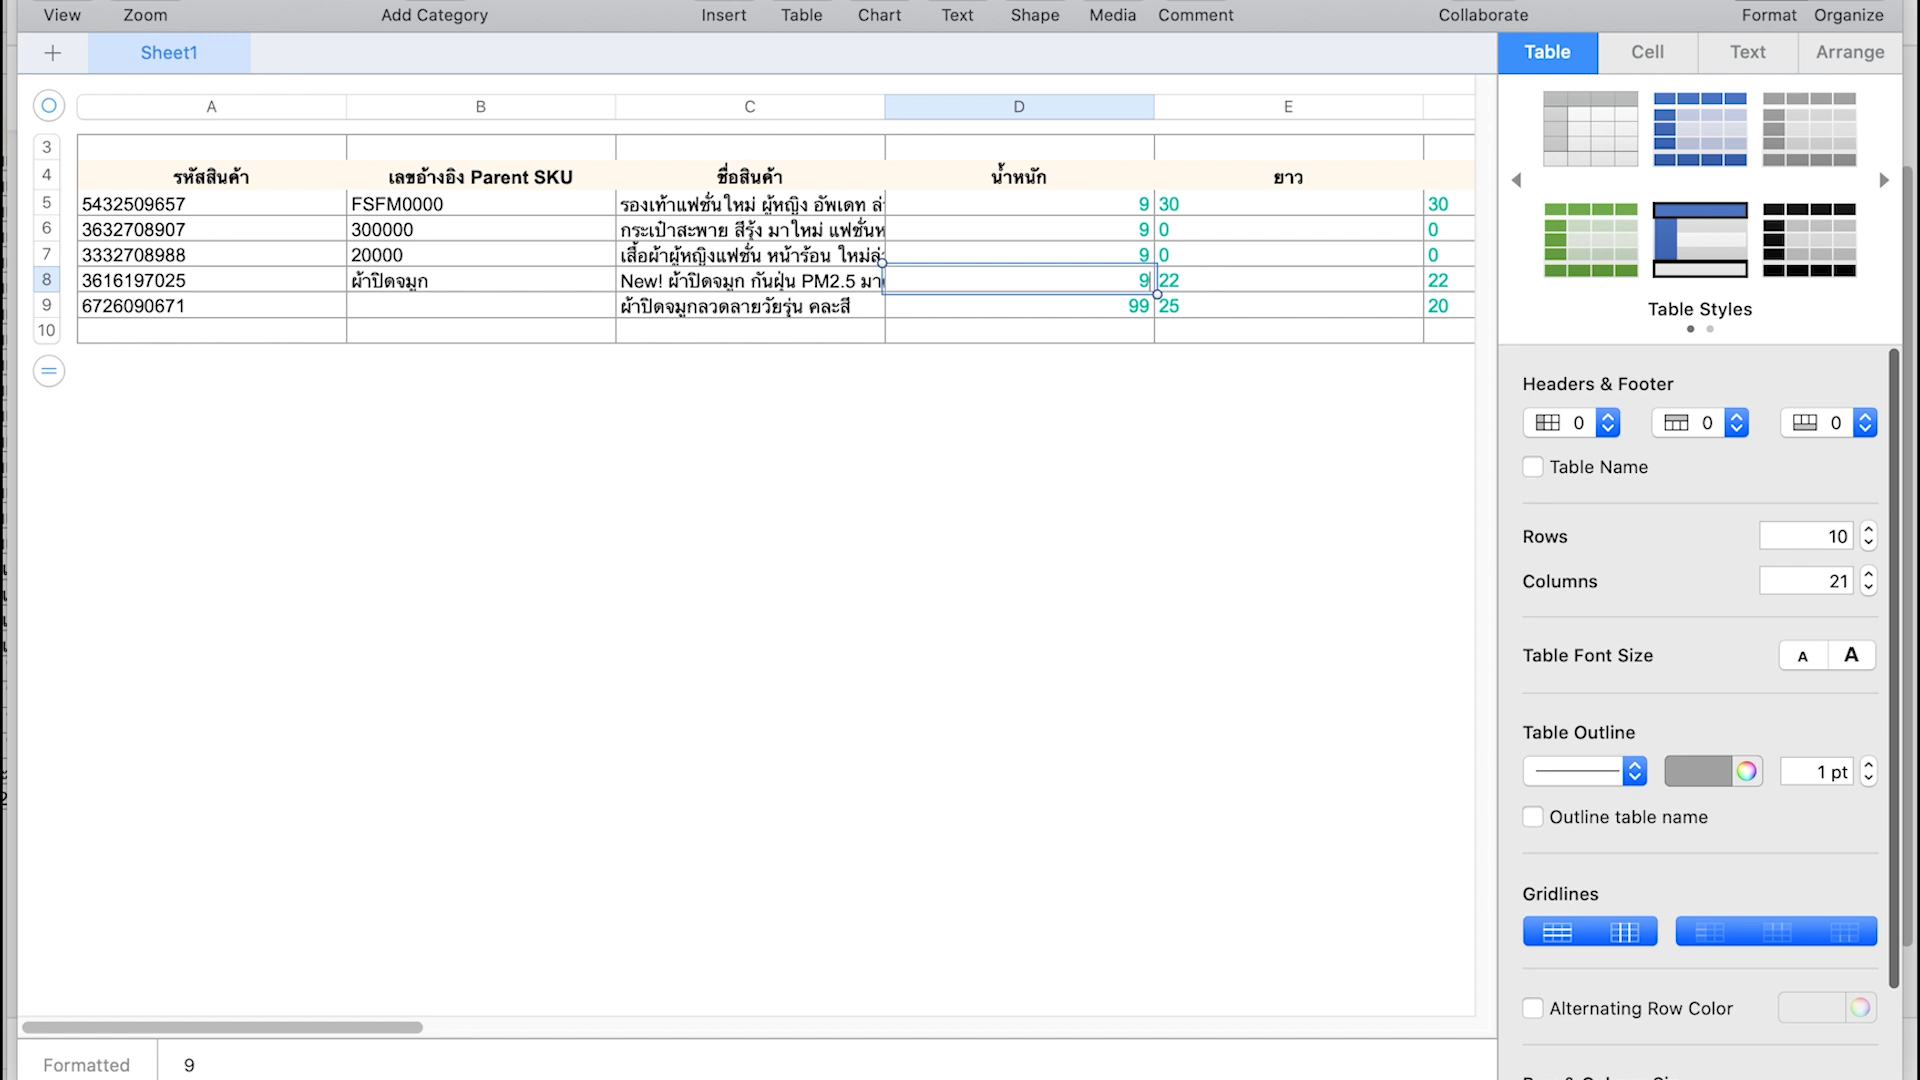 View Zoom Add Category Insert Table Chart Text Shape Media Comment Collaborate Format Organize
Sheet1
Table Cell Text Arrange
A B C D E
3
4 รหัสสินค้า เลขอ้างอิง Parent SKU ชื่อสินค้า น้ำหนัก ยาว
5 5432509657 FSFM0000 รองเท้าแฟชั่นใหม่ ผู้หญิง อัพเดท 9 30 30
6 3632708907 300000 กระเป๋าสะพาย สีรุ้ง มาใหม่ 9 0 0
7 3332708988 20000 เสื้อผ้าผู้หญิงแฟชั่น หน้าร้อน 9 0 0
8 3616197025 ผ้าปิดจมูก New! ผ้าปิดจมูก กันฝุ่น PM2.5 9 22 22
9 6726090671 ผ้าปิดจมูกลวดลายวัยรุ่น คละสี 99 25 20
10
Table Styles
Headers & Footer
0 0 0
Table Name
Rows 10
Columns 21
Table Font Size A A
Table Outline
1 pt
Outline table name
Gridlines
Alternating Row Color
Formatted 9